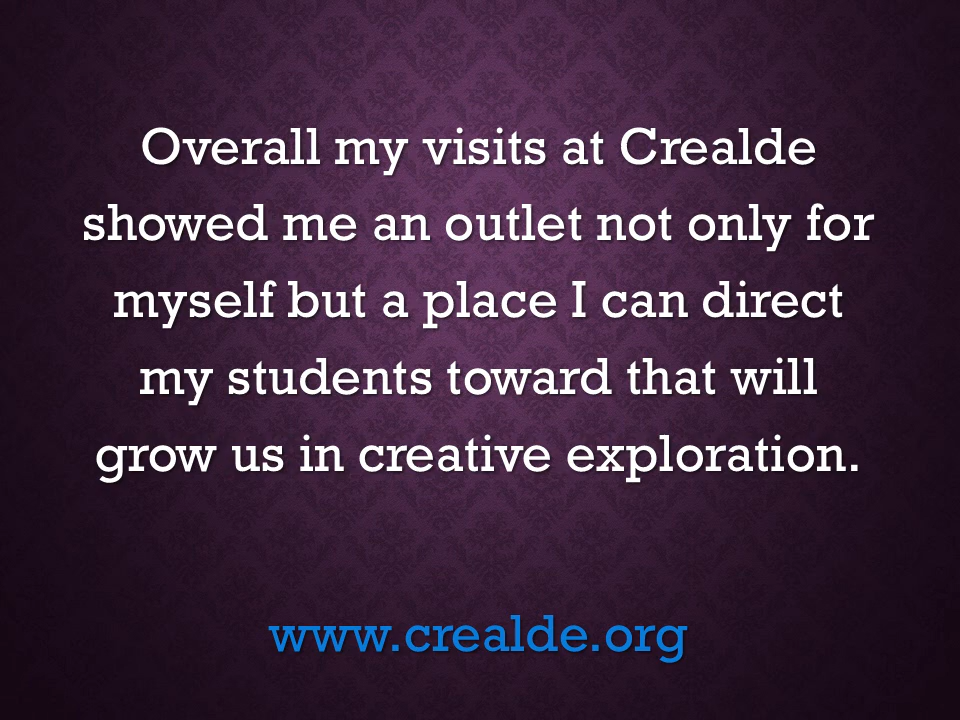 Overall my visits at Crealde
showed me an outlet not only for
myself but a place I can direct
my students toward that will
grow us in creative exploration.
www.crealde.org